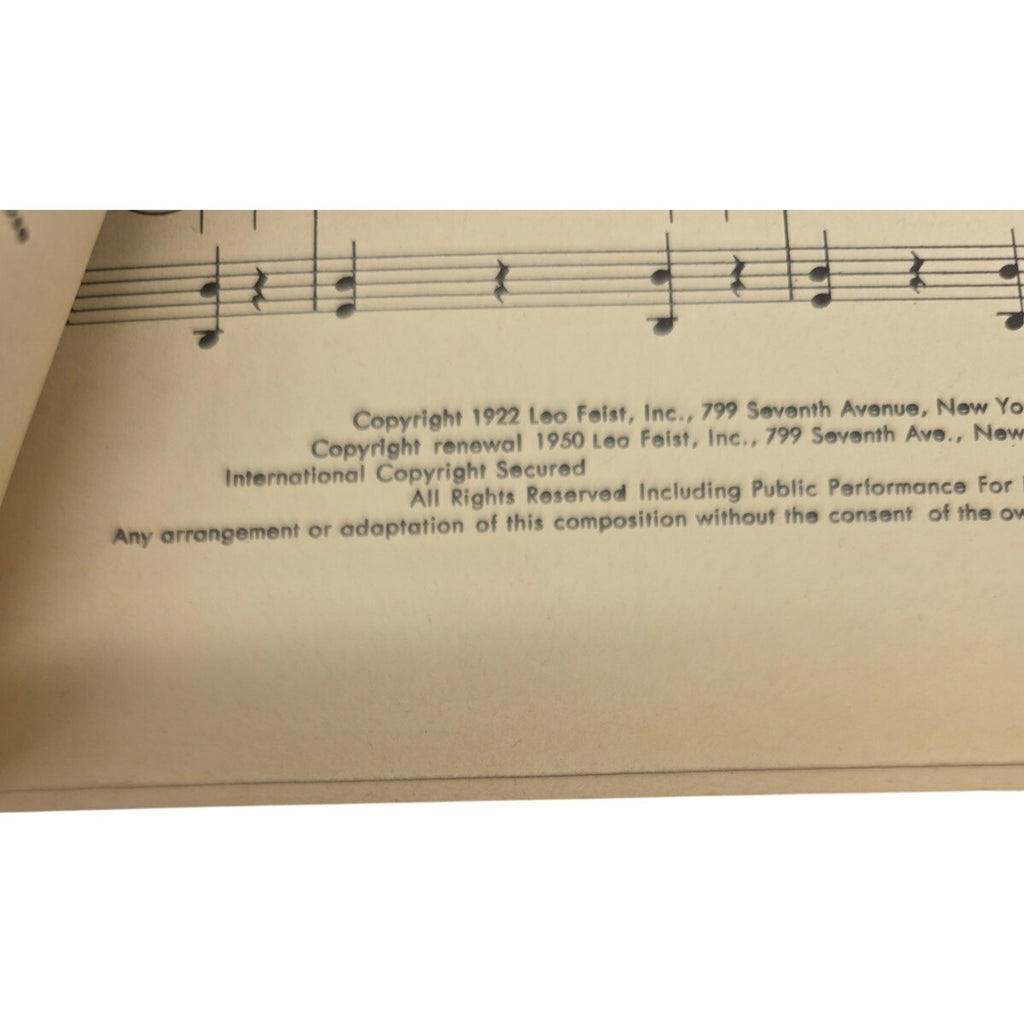 Copyright 1922 Leo Feist, Inc., 799 Seventh Avenue, New Yo
Copyright renewal 1950 Leo Feist, Inc., 799 Seventh Ave., New
International Copyright Secured
All Rights Reserved Including Public Performance For
Any arrangement or adaptation of this composition without the consent of the ow